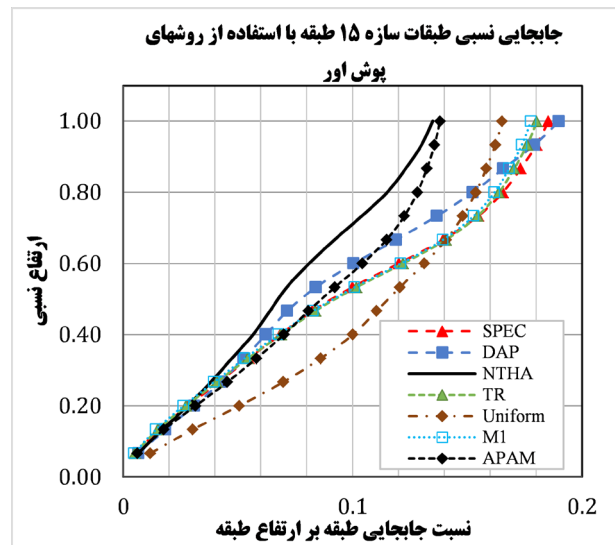 جابجایی نسبی طبقات سازه ۱۵ طبقه با استفاده از روشهای
پوش اور
ارتفاع نسبی
1.00
0.80
0.60
0.40
0.20
0.00
SPEC
DAP
NTHA
TR
Uniform
M1
APAM
0
0.1
0.2
نسبت جابجایی طبقه بر ارتفاع طبقه